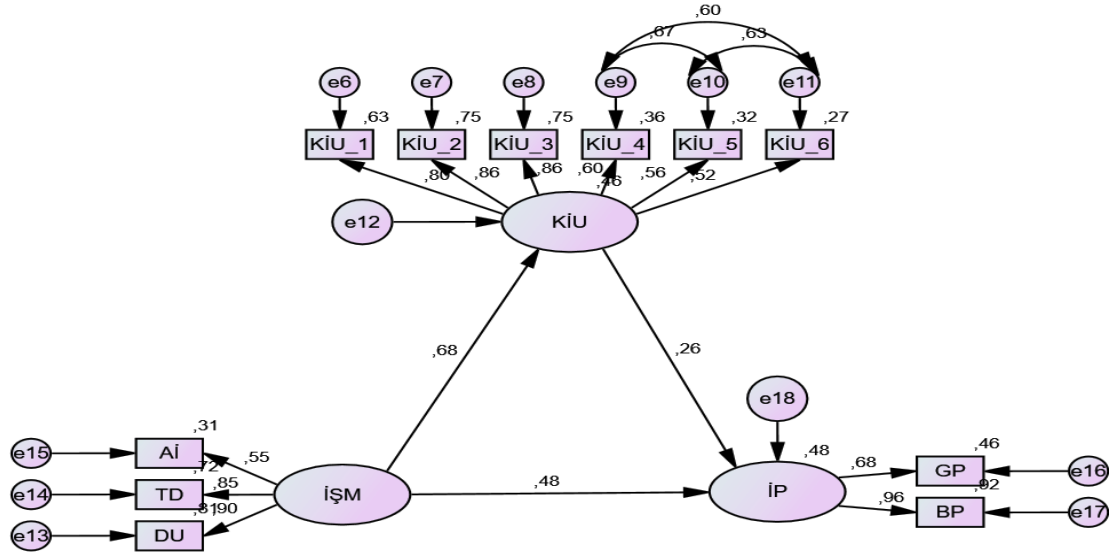 ,60
,67
,63
e6
e7
e8
e9
e10
e11
,63
,75
,75
,36
,32
,27
KİU_1
KİU_2
KİU_3
KİU_4
KİU_5
KİU_6
,80
,86
,86
,60
,46
,56
,52
e12
KİU
,68
,26
e18
,31
,48
,46
e15
Aİ
,55
,68
GP
e16
,72
,85
,48
,92
e14
TD
İŞM
İP
,81
,90
,96
BP
e17
e13
DU